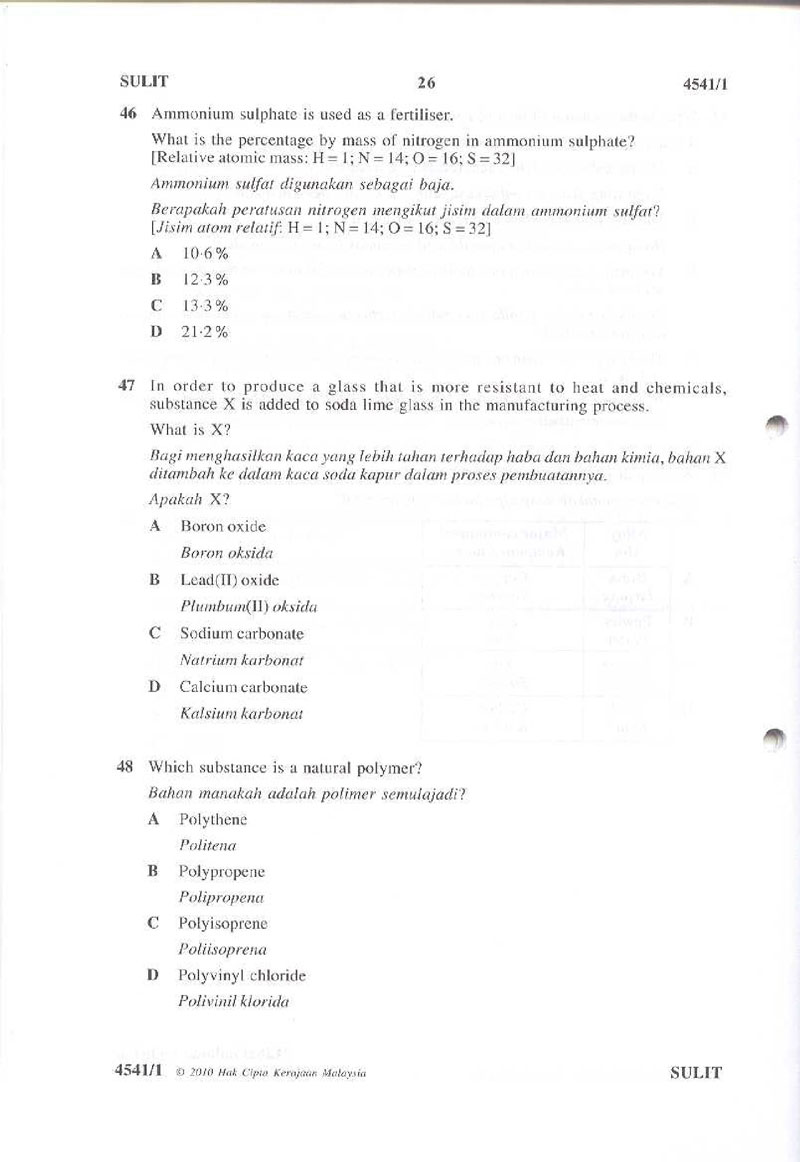 SULIT 26 4541/1
46 Ammonium sulphate is used as a fertiliser.
What is the percentage by mass of nitrogen in ammonium sulphate?
[Relative atomic mass: H = 1; N = 14; O = 16; S = 32]
Ammonium sulfat digunakan sebagai baja.
Berapakah peratusan nitrogen mengikut jisim dalam ammonium sulfat?
[Jisim atom relatif: H = 1; N = 14; O = 16; S = 32]
A 10·6 %
B 12·3 %
C 13·3 %
D 21·2 %
47 In order to produce a glass that is more resistant to heat and chemicals,
substance X is added to soda lime glass in the manufacturing process.
What is X?
Bagi menghasilkan kaca yang lebih tahan terhadap haba dan bahan kimia, bahan X
ditambah ke dalam kaca soda kapur dalam proses pembuatannya.
Apakah X?
A Boron oxide
Boron oksida
B Lead(II) oxide
Plumbum(II) oksida
C Sodium carbonate
Natrium karbonat
D Calcium carbonate
Kalsium karbonat
48 Which substance is a natural polymer?
Bahan manakah adalah polimer semulajadi?
A Polythene
Politena
B Polypropene
Polipropena
C Polyisoprene
Poliisoprena
D Polyvinyl chloride
Polivinil klorida
4541/1 © 2010 Hak Cipta Kerajaan Malaysia SULIT